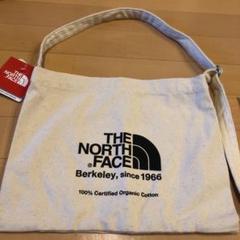 THE
NORTH
FACE
Berkeley, since 1966
100% Certified Organic Cotton